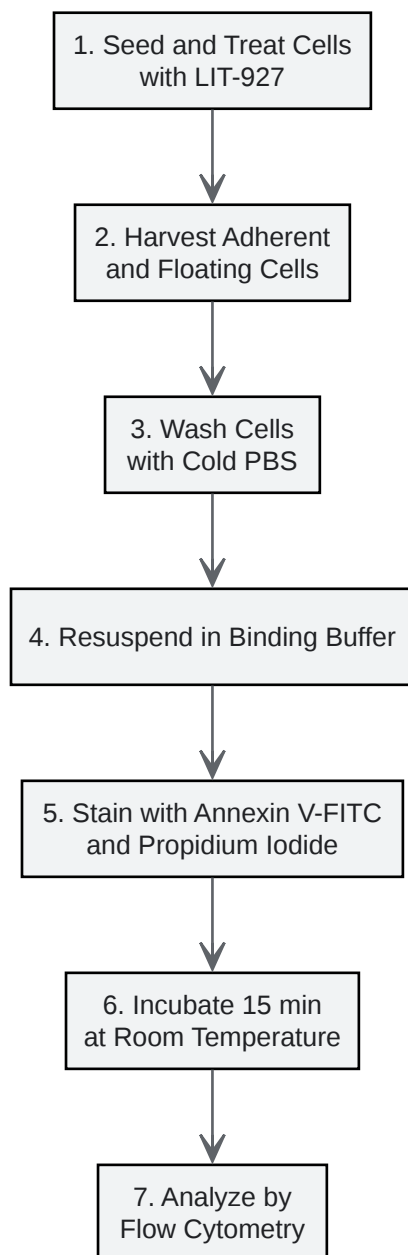 1. Seed and Treat Cells
with LIT-927
2. Harvest Adherent
and Floating Cells
3. Wash Cells
with Cold PBS
4. Resuspend in Binding Buffer
5. Stain with Annexin V-FITC
and Propidium Iodide
6. Incubate 15 min
at Room Temperature
7. Analyze by
Flow Cytometry